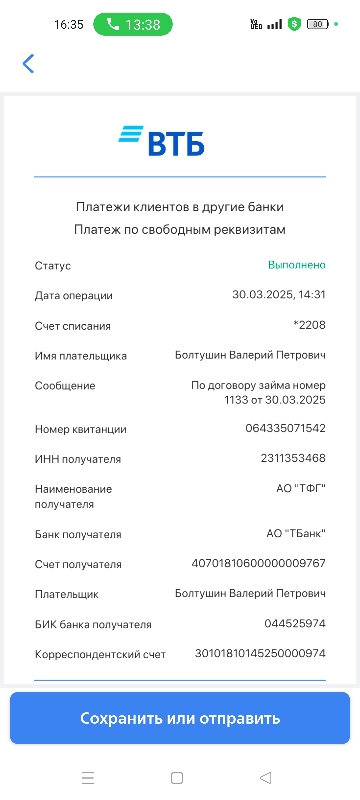 16:35 13:38 Vo LTE 80
ВТБ
Платежи клиентов в другие банки
Платеж по свободным реквизитам
Статус Выполнено
Дата операции 30.03.2025, 14:31
Счет списания *2208
Имя плательщика Болтушин Валерий Петрович
Сообщение По договору займа номер
1133 от 30.03.2025
Номер квитанции 064335071542
ИНН получателя 2311353468
Наименование АО "ТФГ"
получателя
Банк получателя АО "ТБанк"
Счет получателя 40701810600000009767
Плательщик Болтушин Валерий Петрович
БИК банка получателя 044525974
Корреспондентский счет 30101810145250000974
Сохранить или отправить